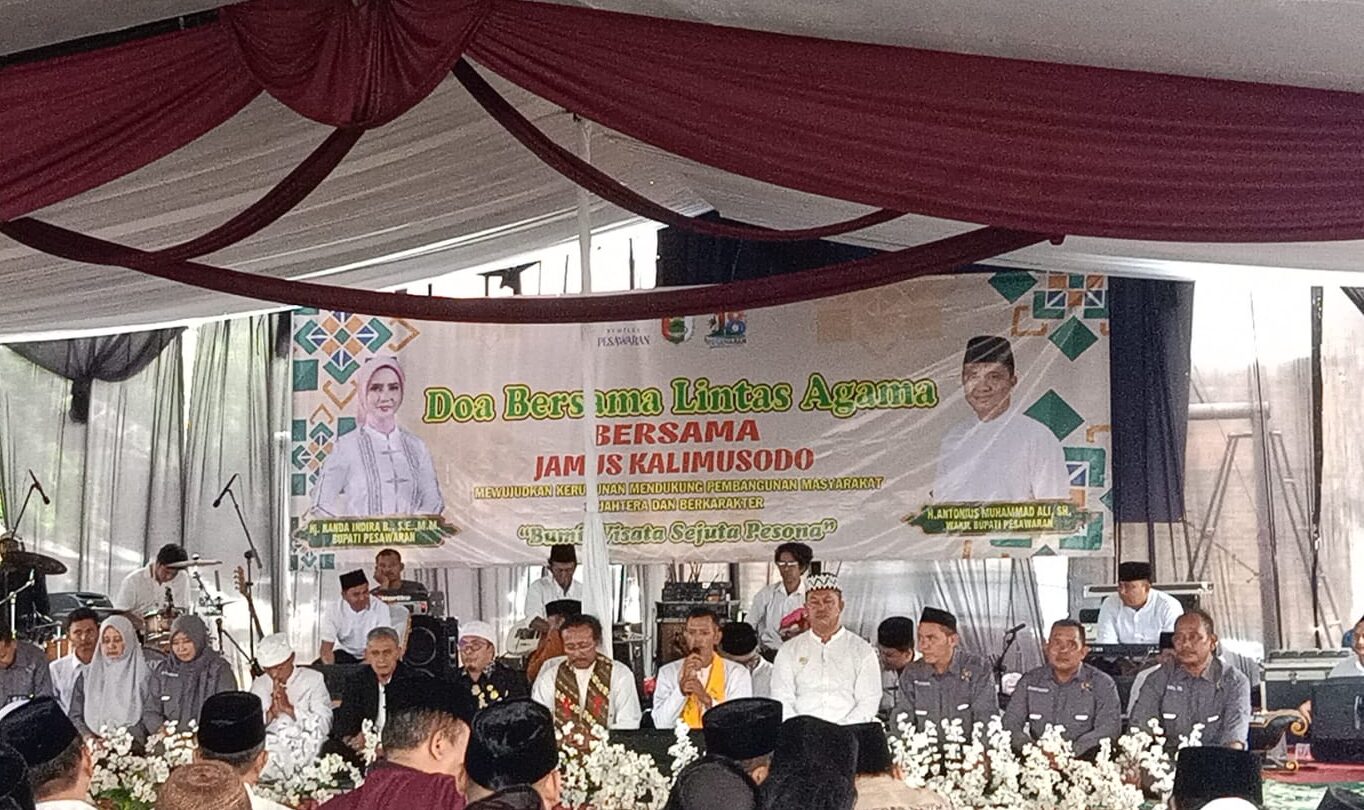 PESAWARAN
Doa Bersama Lintas Agama
BERSAMA
JAMUS KALIMUSODO
MEWUJUDKAN KERUKUNAN MENDUKUNG PEMBANGUNAN MASYARAKAT
SEJAHTERA DAN BERKARAKTER
"Bumi Wisata Sejuta Pesona"
Hj. NANDA INDIRA B., S.E., M.M.
BUPATI PESAWARAN
H. ANTONIUS MUHAMMAD ALI, SH.
WAKIL BUPATI PESAWARAN